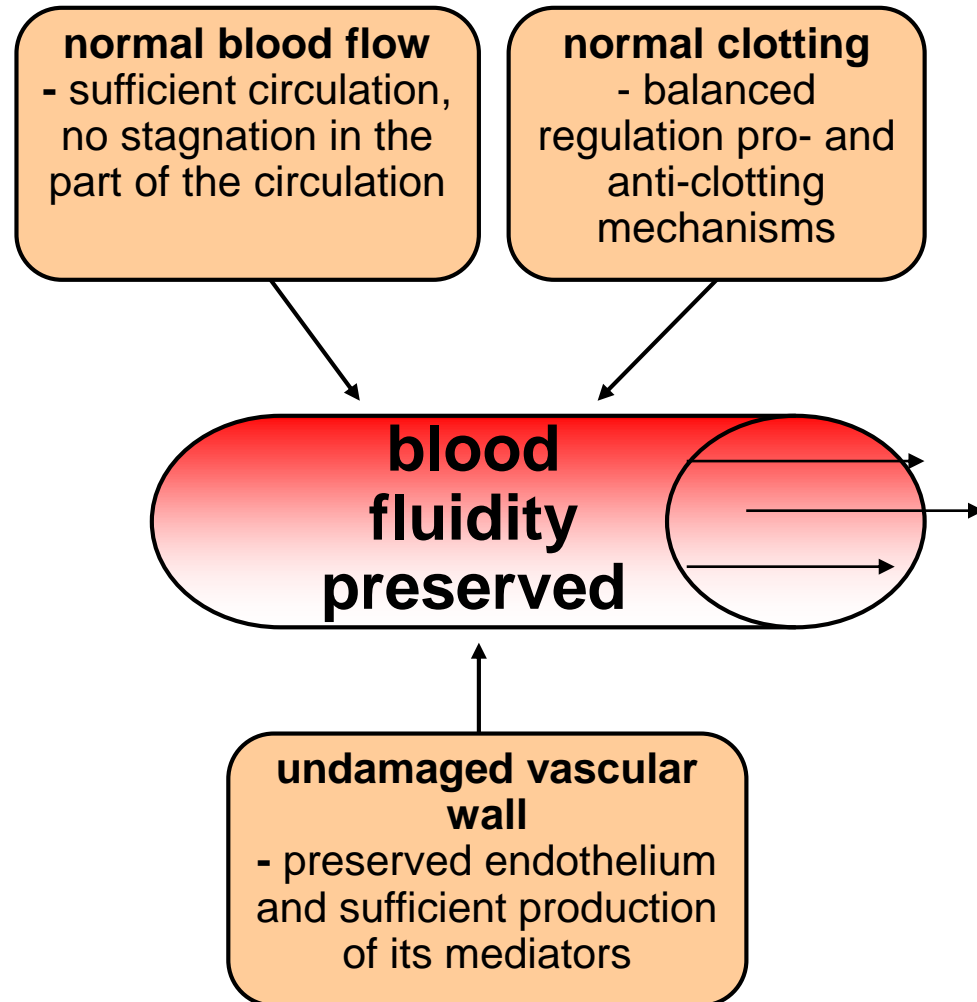 normal blood flow
- sufficient circulation,
no stagnation in the
part of the circulation
normal clotting
- balanced
regulation pro- and
anti-clotting
mechanisms
blood
fluidity
preserved
undamaged vascular
wall
- preserved endothelium
and sufficient production
of its mediators